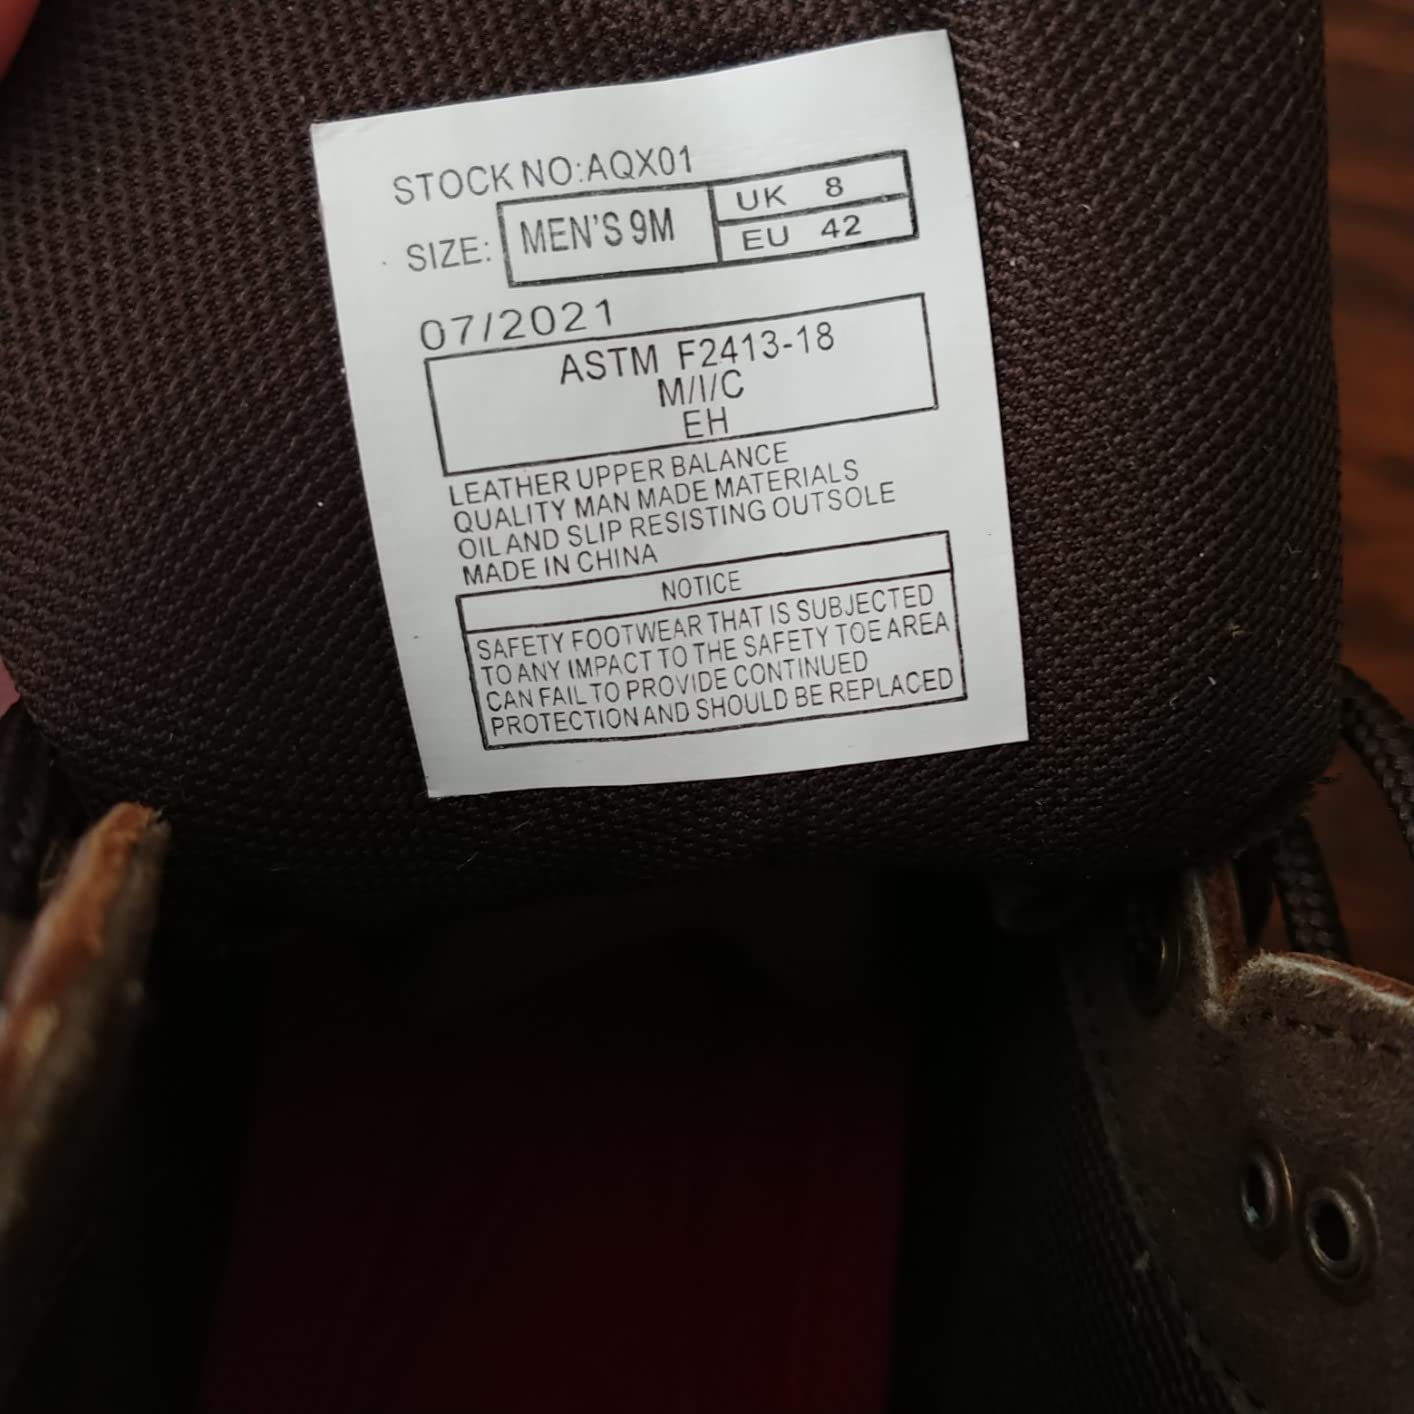 STOCK NO:AQX01
SIZE: MEN'S 9M UK 8
EU 42
07/2021
ASTM F2413-18
M/I/C
EH
LEATHER UPPER BALANCE
QUALITY MAN MADE MATERIALS
OIL AND SLIP RESISTING OUTSOLE
MADE IN CHINA
NOTICE
SAFETY FOOTWEAR THAT IS SUBJECTED
TO ANY IMPACT TO THE SAFETY TOE AREA
CAN FAIL TO PROVIDE CONTINUED
PROTECTION AND SHOULD BE REPLACED